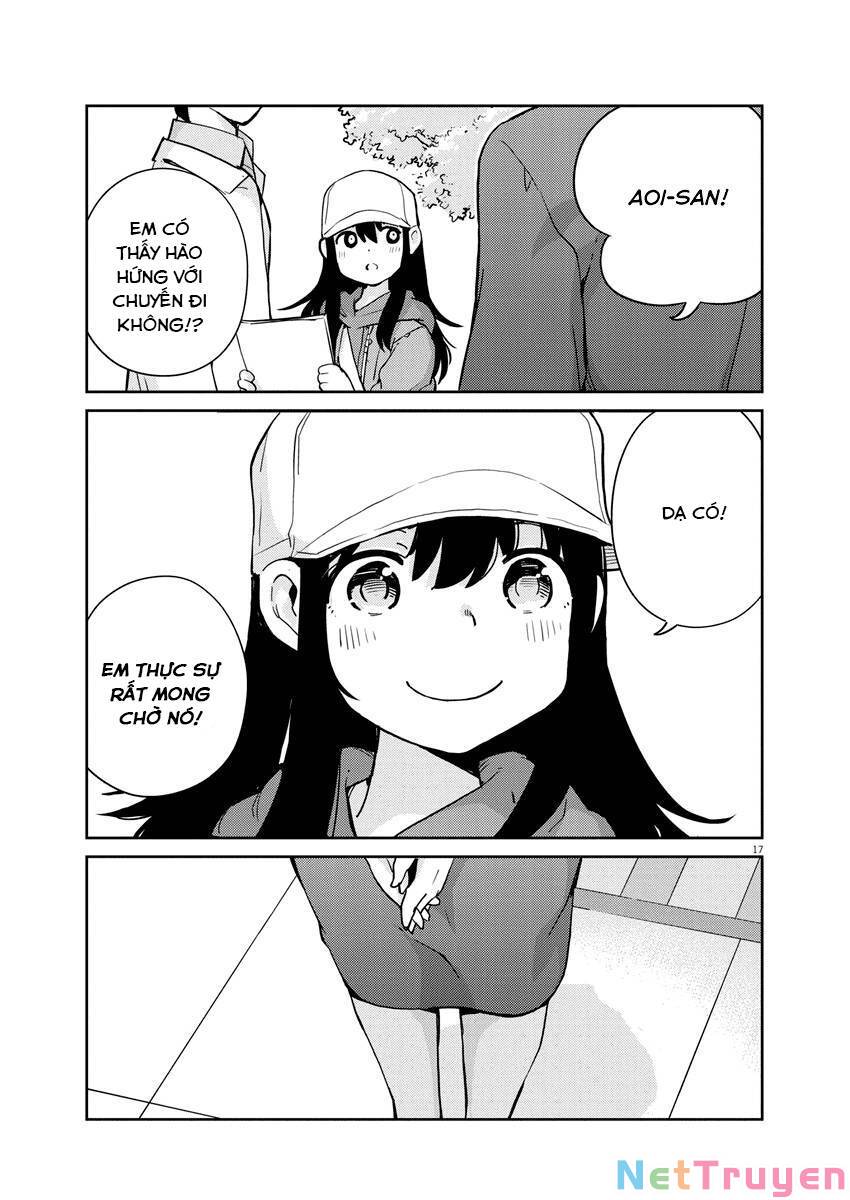 AOI-SAN!
EM CÓ
THẤY HÀO
HỨNG VỚI
CHUYẾN ĐI
KHÔNG!?
DẠ CÓ!
EM THỰC SỰ
RẤT MONG
CHỜ NÓ!
17
NetTruyen